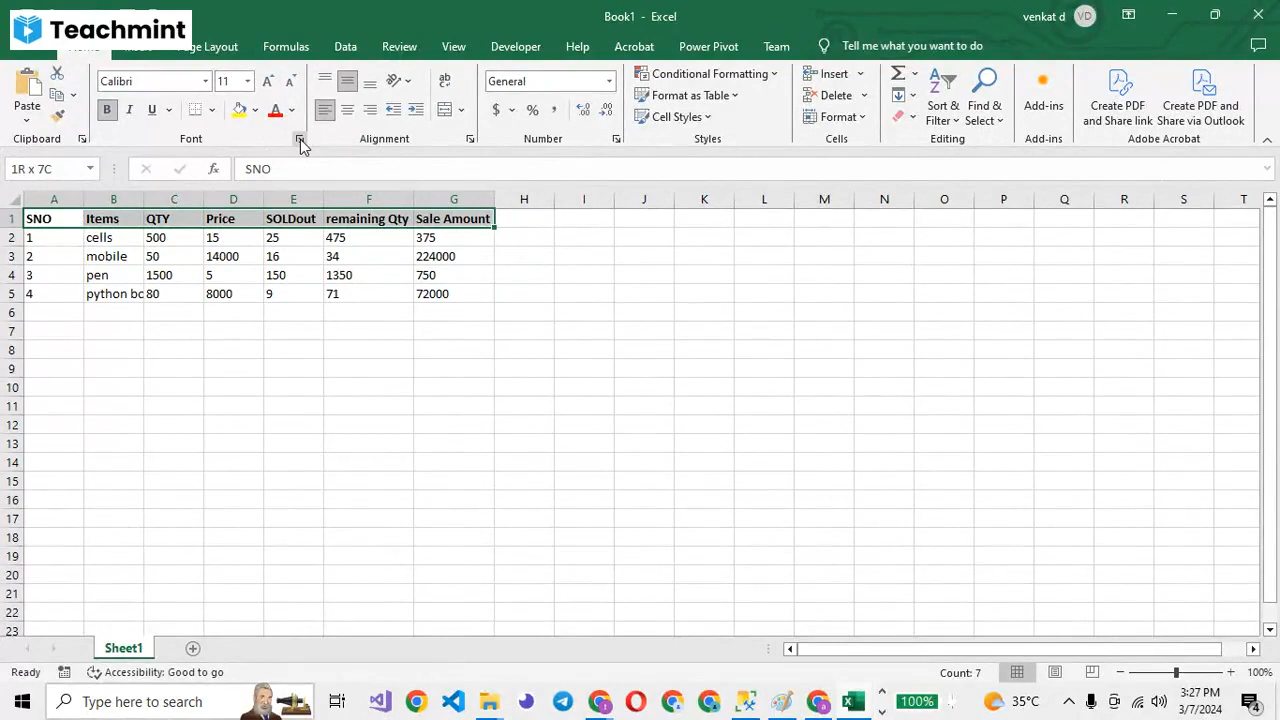 Teachmint
Book1 - Excel
venkat d
VD
Page Layout
Formulas
Data
Review
View
Developer
Help
Acrobat
Power Pivot
Tell me what you want to do
Paste
Clipboard
Calibri
11
B I U
Font
Alignment
General
$ %
Number
Conditional Formatting
Format as Table
Cell Styles
Styles
Insert
Delete
Format
Cells
Sort &
Filter
Find &
Select
Editing
Add-ins
Add-ins
Create PDF
and Share link
Create PDF and
Share via Outlook
Adobe Acrobat
1R x 7C
fx
SNO
A B C D E F G H I J K L M N O P Q R S T
1 SNO Items QTY Price SOLDout remaining Qty Sale Amount
2 1 cells 500 15 25 475 375
3 2 mobile 50 14000 16 34 224000
4 3 pen 1500 5 150 1350 750
5 4 python bo 80 8000 9 71 72000
6
7
8
9
10
11
12
13
14
15
16
17
18
19
20
21
22
23
Sheet1
Ready
Accessibility: Good to go
Count: 7
100%
Type here to search
100%
35°C
3:27 PM
3/7/2024
4